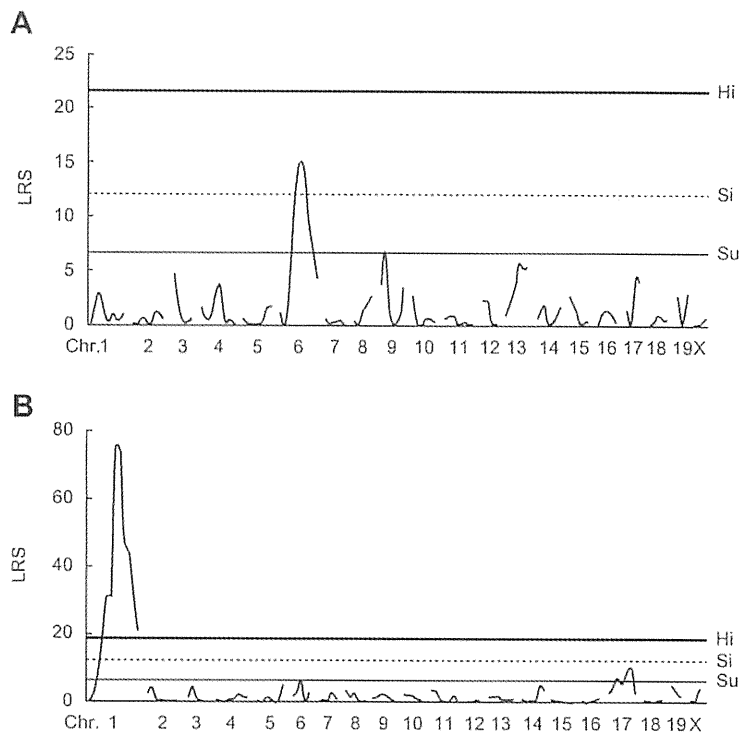 A
25
20
15
10
5
0
LRS
Hi
Si
Su
Chr.1 2 3 4 5 6 7 8 9 10 11 12 13 14 15 16 17 18 19X
B
80
60
40
20
0
LRS
Hi
Si
Su
Chr. 1 2 3 4 5 6 7 8 9 10 11 12 13 14 15 16 17 18 19X